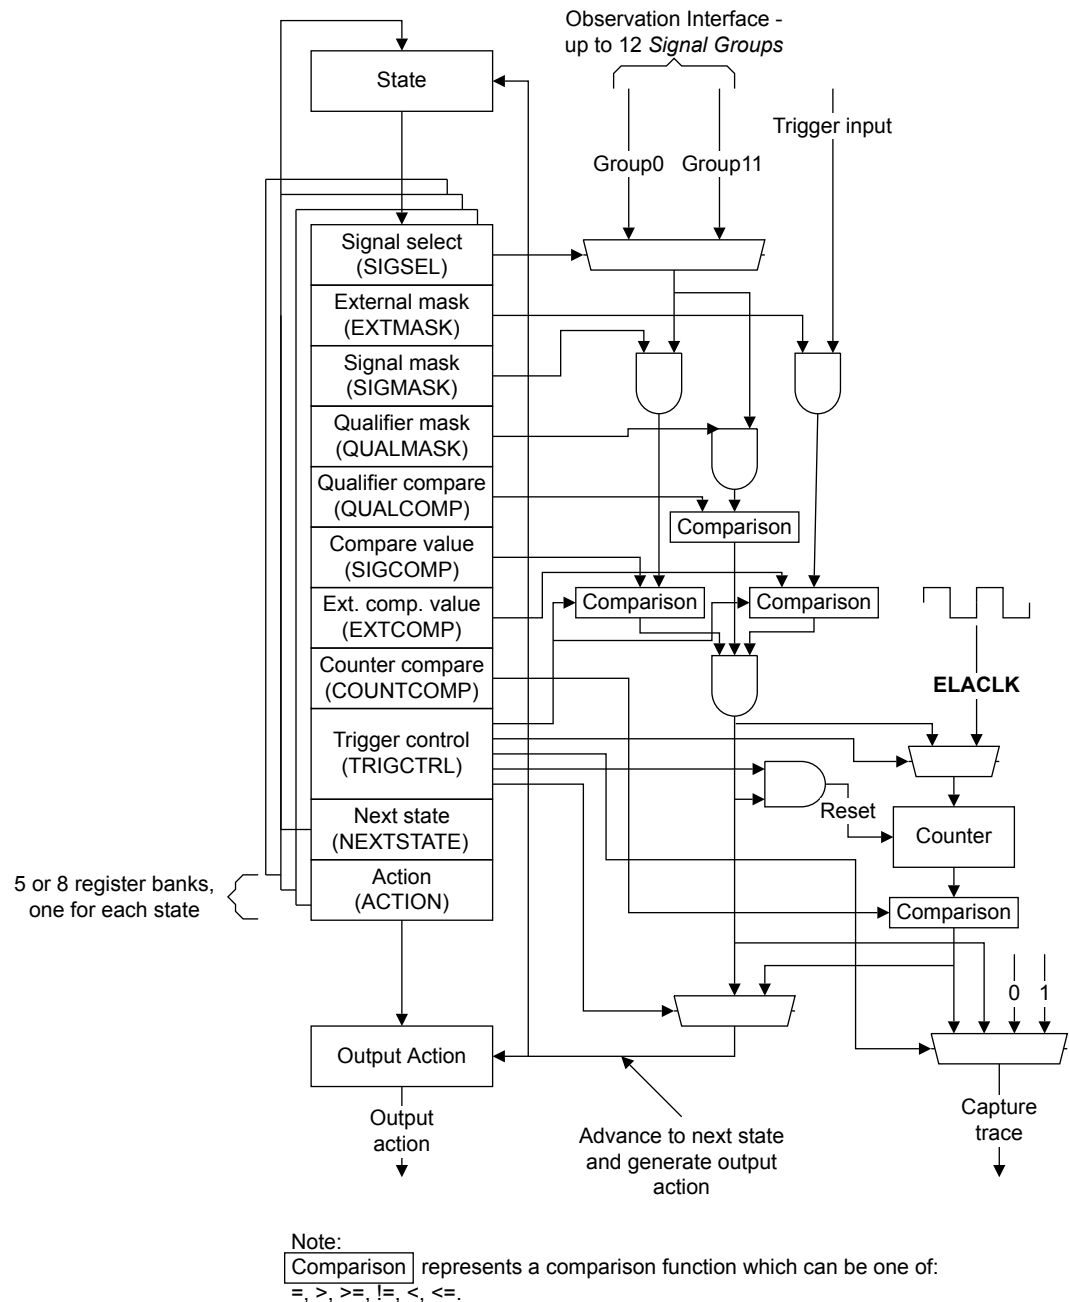 Observation Interface -
up to 12 Signal Groups
State
Trigger input
Group0 Group11
Signal select
(SIGSEL)
External mask
(EXTMASK)
Signal mask
(SIGMASK)
Qualifier mask
(QUALMASK)
Qualifier compare
(QUALCOMP)
Comparison
Compare value
(SIGCOMP)
Ext. comp. value
(EXTCOMP)
Comparison
Comparison
Counter compare
(COUNTCOMP)
ELACLK
Trigger control
(TRIGCTRL)
Reset
Counter
Next state
(NEXTSTATE)
Action
(ACTION)
5 or 8 register banks,
one for each state
Comparison
0 1
Output Action
Output
action
Advance to next state
and generate output
action
Capture
trace
Note:
Comparison represents a comparison function which can be one of:
=, >, >=, !=, <, <=.